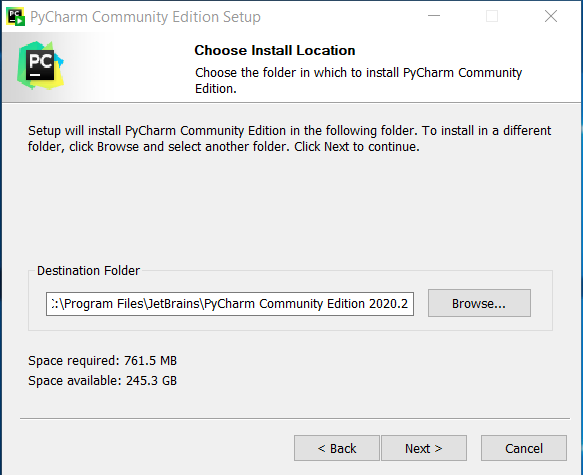 PyCharm Community Edition Setup
PC
Choose Install Location
Choose the folder in which to install PyCharm Community
Edition.
Setup will install PyCharm Community Edition in the following folder. To install in a different
folder, click Browse and select another folder. Click Next to continue.
Destination Folder
:\Program Files\JetBrains\PyCharm Community Edition 2020.2
Browse...
Space required: 761.5 MB
Space available: 245.3 GB
< Back
Next >
Cancel